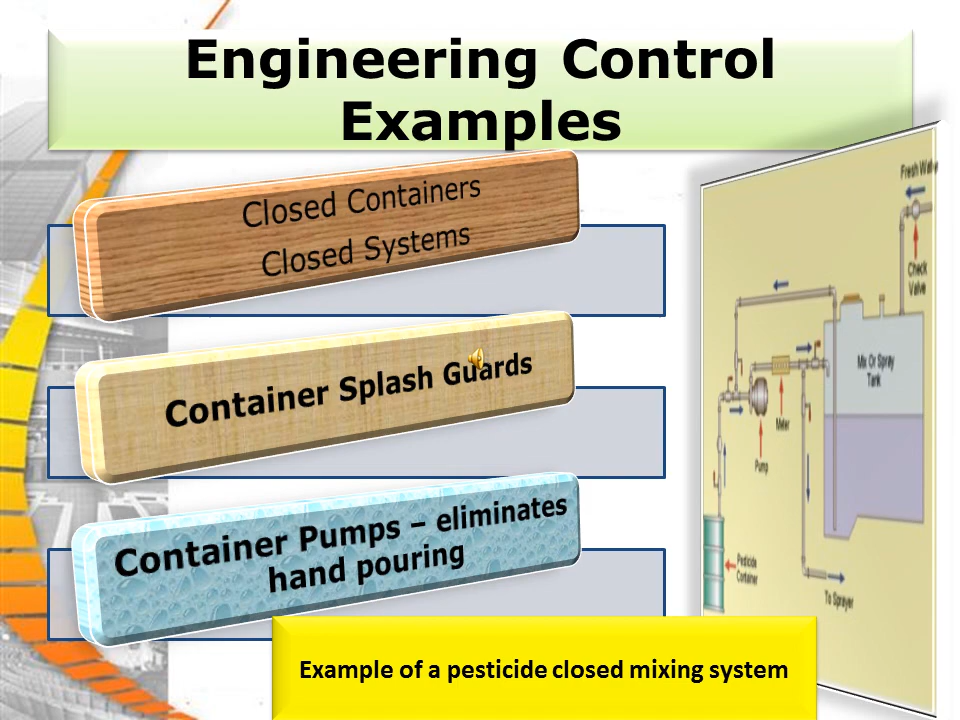 Engineering Control
Examples
Closed Containers
Closed Systems
Container Splash Guards
Container Pumps – eliminates
hand pouring
Fresh Water
Check
Valve
Mix Or Spray
Tank
Meter
Pump
Pesticide
Container
To Sprayer
Example of a pesticide closed mixing system